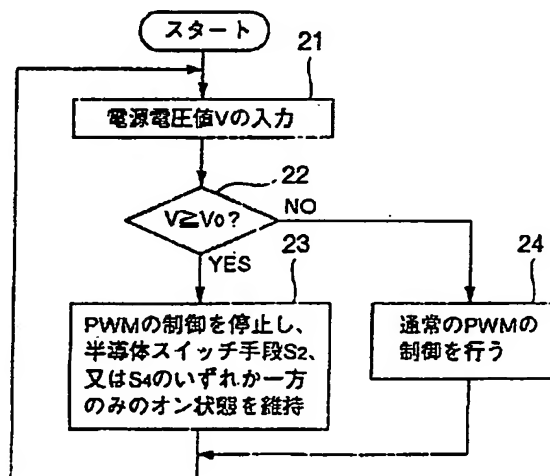 スタート
21
電源電圧値Vの入力
22
V≧V0?
NO
YES
23
24
PWMの制御を停止し、
半導体スイッチ手段S2、
又はS4のいずれか一方
のみのオン状態を維持
通常のPWMの
制御を行う